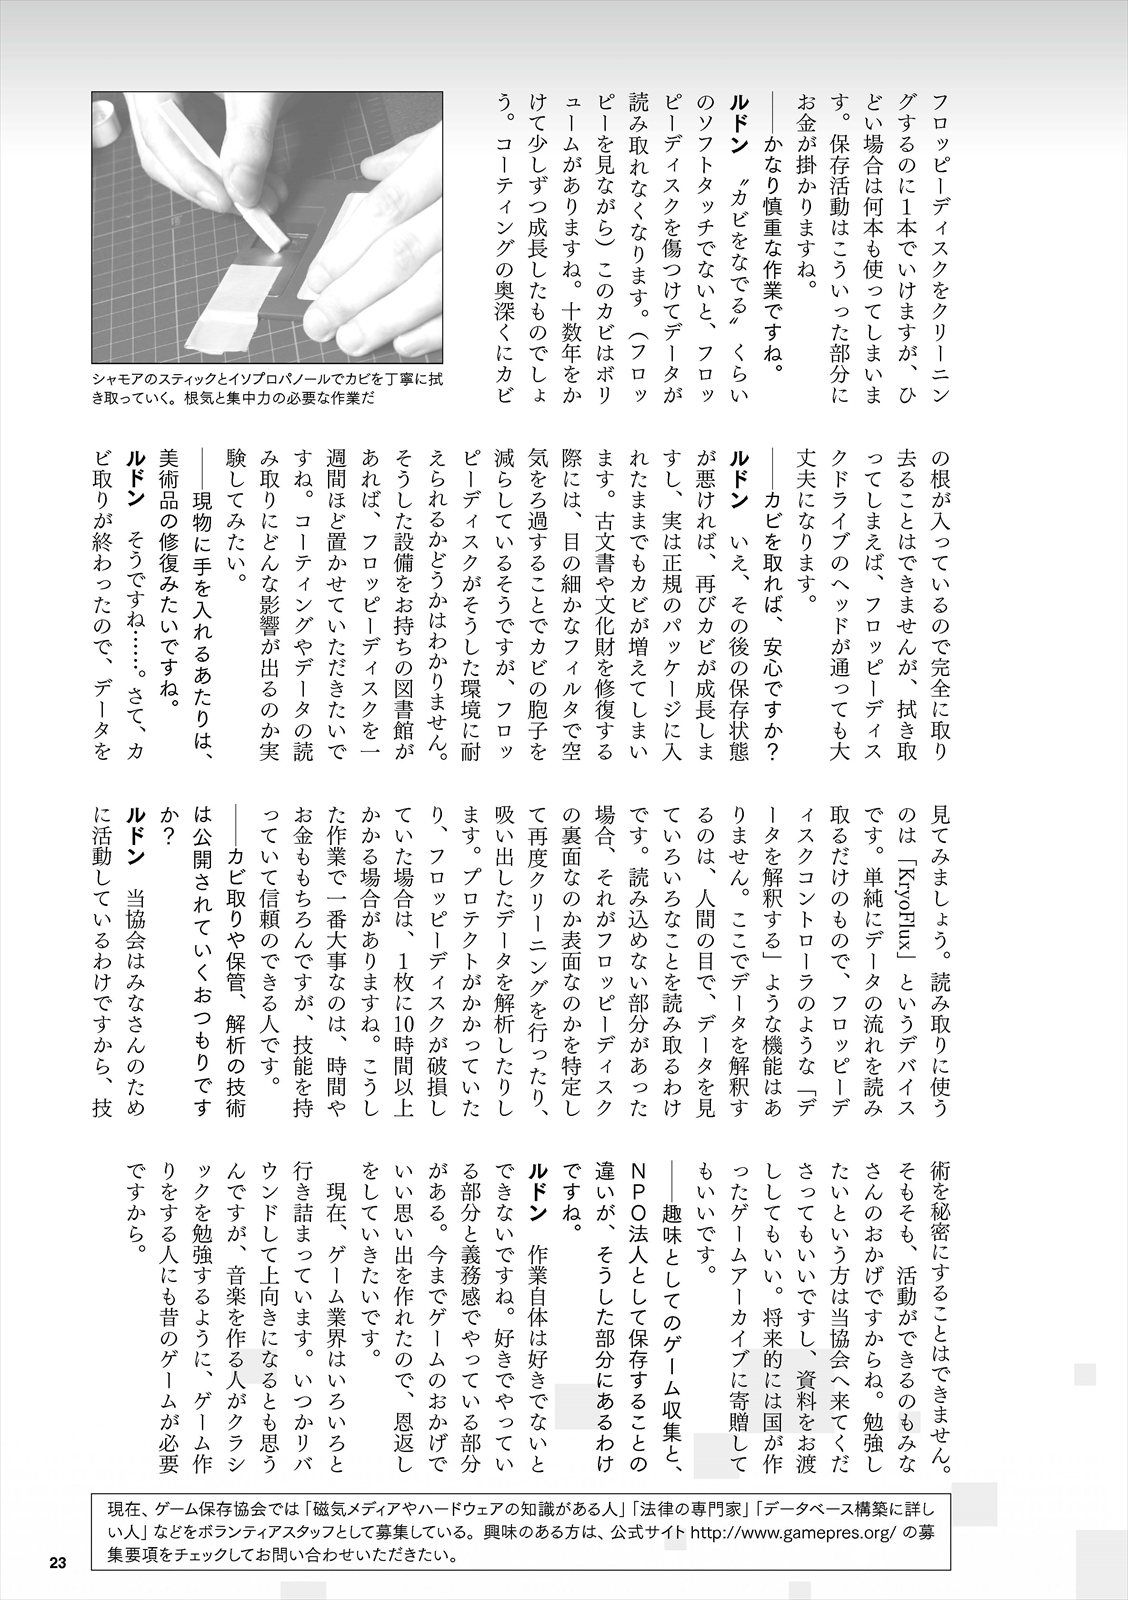 フロッピーディスクをクリーニン
グするのに1本でいけますが、ひ
どい場合は何本も使ってしまいま
す。保存活動はこういった部分に
お金が掛かりますね。
――かなり慎重な作業ですね。
ルドン　〝カビをなでる〟くらい
のソフトタッチでないと、フロッ
ピーディスクを傷つけてデータが
読み取れなくなります。（フロッ
ピーを見ながら）このカビはボリ
ュームがありますね。十数年をか
けて少しずつ成長したものでしょ
う。コーティングの奥深くにカビ
シャモアのスティックとイソプロパノールでカビを丁寧に拭
き取っていく。根気と集中力の必要な作業だ
の根が入っているので完全に取り
去ることはできませんが、拭き取
ってしまえば、フロッピーディス
クドライブのヘッドが通っても大
丈夫になります。
――カビを取れば、安心ですか？
ルドン　いえ、その後の保存状態
が悪ければ、再びカビが成長しま
すし、実は正規のパッケージに入
れたままでもカビが増えてしまい
ます。古文書や文化財を修復する
際には、目の細かなフィルタで空
気をろ過することでカビの胞子を
減らしているそうですが、フロッ
ピーディスクがそうした環境に耐
えられるかどうかはわかりません。
そうした設備をお持ちの図書館が
あれば、フロッピーディスクを一
週間ほど置かせていただきたいで
すね。コーティングやデータの読
み取りにどんな影響が出るのか実
験してみたい。
――現物に手を入れるあたりは、
美術品の修復みたいですね。
ルドン　そうですね……。さて、カ
ビ取りが終わったので、データを
見てみましょう。読み取りに使う
のは「KryoFlux」というデバイス
です。単純にデータの流れを読み
取るだけのもので、フロッピーデ
ィスクコントローラのような「デ
ータを解釈する」ような機能はあ
りません。ここでデータを解釈す
るのは、人間の目で、データを見
ていろいろなことを読み取るわけ
です。読み込めない部分があった
場合、それがフロッピーディスク
の裏面なのか表面なのかを特定し
て再度クリーニングを行ったり、
吸い出したデータを解析したりし
ます。プロテクトがかかっていた
り、フロッピーディスクが破損し
ていた場合は、1枚に10時間以上
かかる場合がありますね。こうし
た作業で一番大事なのは、時間や
お金ももちろんですが、技能を持
っていて信頼のできる人です。
――カビ取りや保管、解析の技術
は公開されていくおつもりです
か？
ルドン　当協会はみなさんのため
に活動しているわけですから、技
術を秘密にすることはできません。
そもそも、活動ができるのもみな
さんのおかげですからね。勉強し
たいという方は当協会へ来てくだ
さってもいいですし、資料をお渡
ししてもいい。将来的には国が作
ったゲームアーカイブに寄贈して
もいいです。
――趣味としてのゲーム収集と、
NPO法人として保存することの
違いが、そうした部分にあるわけ
ですね。
ルドン　作業自体は好きでないと
できないですね。好きでやってい
る部分と義務感でやっている部分
がある。今までゲームのおかげで
いい思い出を作れたので、恩返し
をしていきたいです。
　現在、ゲーム業界はいろいろと
行き詰まっています。いつかリバ
ウンドして上向きになるとも思う
んですが、音楽を作る人がクラシ
ックを勉強するように、ゲーム作
りをする人にも昔のゲームが必要
ですから。
現在、ゲーム保存協会では「磁気メディアやハードウェアの知識がある人」「法律の専門家」「データベース構築に詳し
い人」などをボランティアスタッフとして募集している。興味のある方は、公式サイト http://www.gamepres.org/ の募
集要項をチェックしてお問い合わせいただきたい。
23